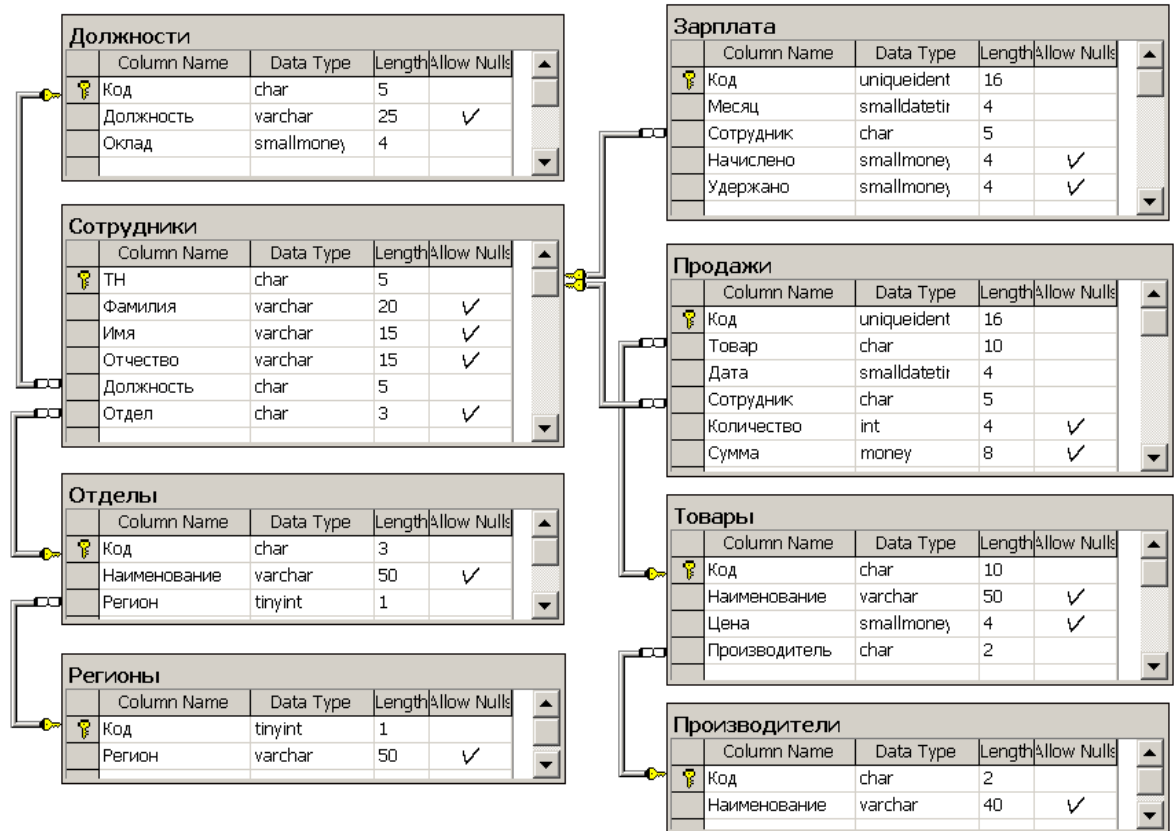 Должности
Column Name Data Type Length Allow Nulls
Код char 5
Должность varchar 25
Оклад smallmoney 4
Сотрудники
Column Name Data Type Length Allow Nulls
ТН char 5
Фамилия varchar 20
Имя varchar 15
Отчество varchar 15
Должность char 5
Отдел char 3
Отделы
Column Name Data Type Length Allow Nulls
Код char 3
Наименование varchar 50
Регион tinyint 1
Регионы
Column Name Data Type Length Allow Nulls
Код tinyint 1
Регион varchar 50
Зарплата
Column Name Data Type Length Allow Nulls
Код uniqueident 16
Месяц smalldatetir 4
Сотрудник char 5
Начислено smallmoney 4
Удержано smallmoney 4
Продажи
Column Name Data Type Length Allow Nulls
Код uniqueident 16
Товар char 10
Дата smalldatetir 4
Сотрудник char 5
Количество int 4
Сумма money 8
Товары
Column Name Data Type Length Allow Nulls
Код char 10
Наименование varchar 50
Цена smallmoney 4
Производитель char 2
Производители
Column Name Data Type Length Allow Nulls
Код char 2
Наименование varchar 40